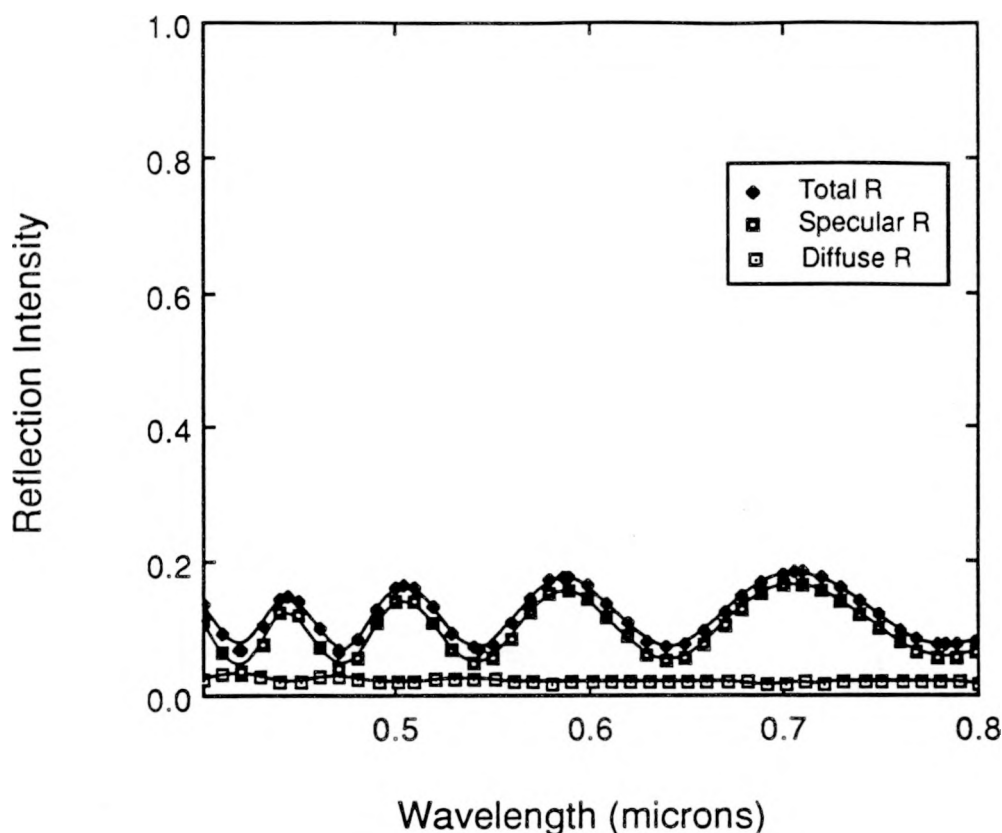 1.0
0.8
0.6
0.4
0.2
0.0
Reflection Intensity
Total R
Specular R
Diffuse R
0.5
0.6
0.7
0.8
Wavelength (microns)